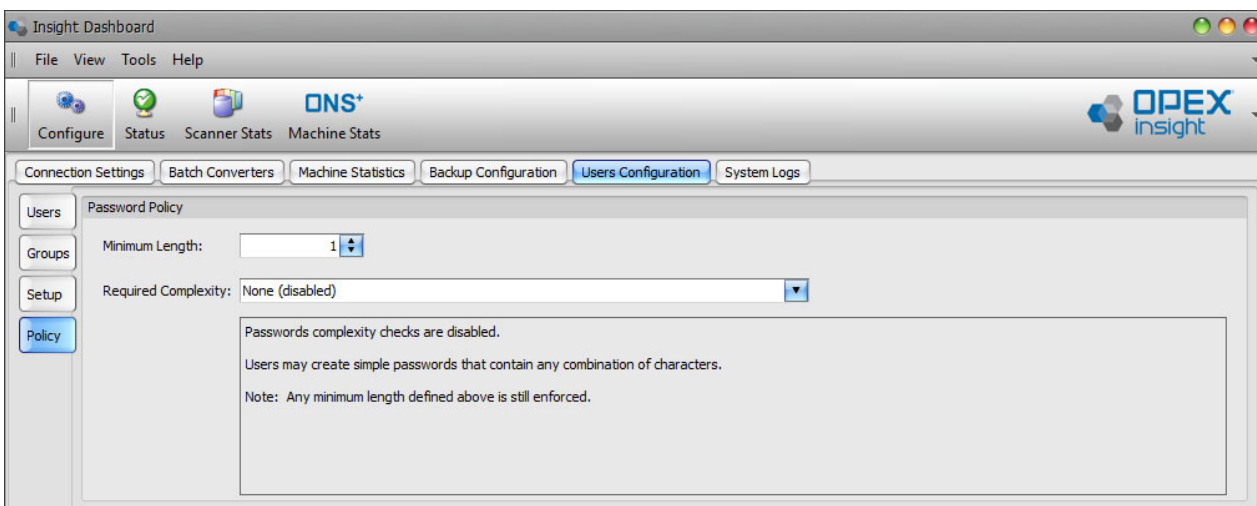 Insight Dashboard
File View Tools Help
Configure Status Scanner Stats ONS+ Machine Stats OPEX insight
Connection Settings Batch Converters Machine Statistics Backup Configuration Users Configuration System Logs
Users Password Policy
Groups Minimum Length: 1
Setup Required Complexity: None (disabled)
Policy Passwords complexity checks are disabled.
Users may create simple passwords that contain any combination of characters.
Note: Any minimum length defined above is still enforced.